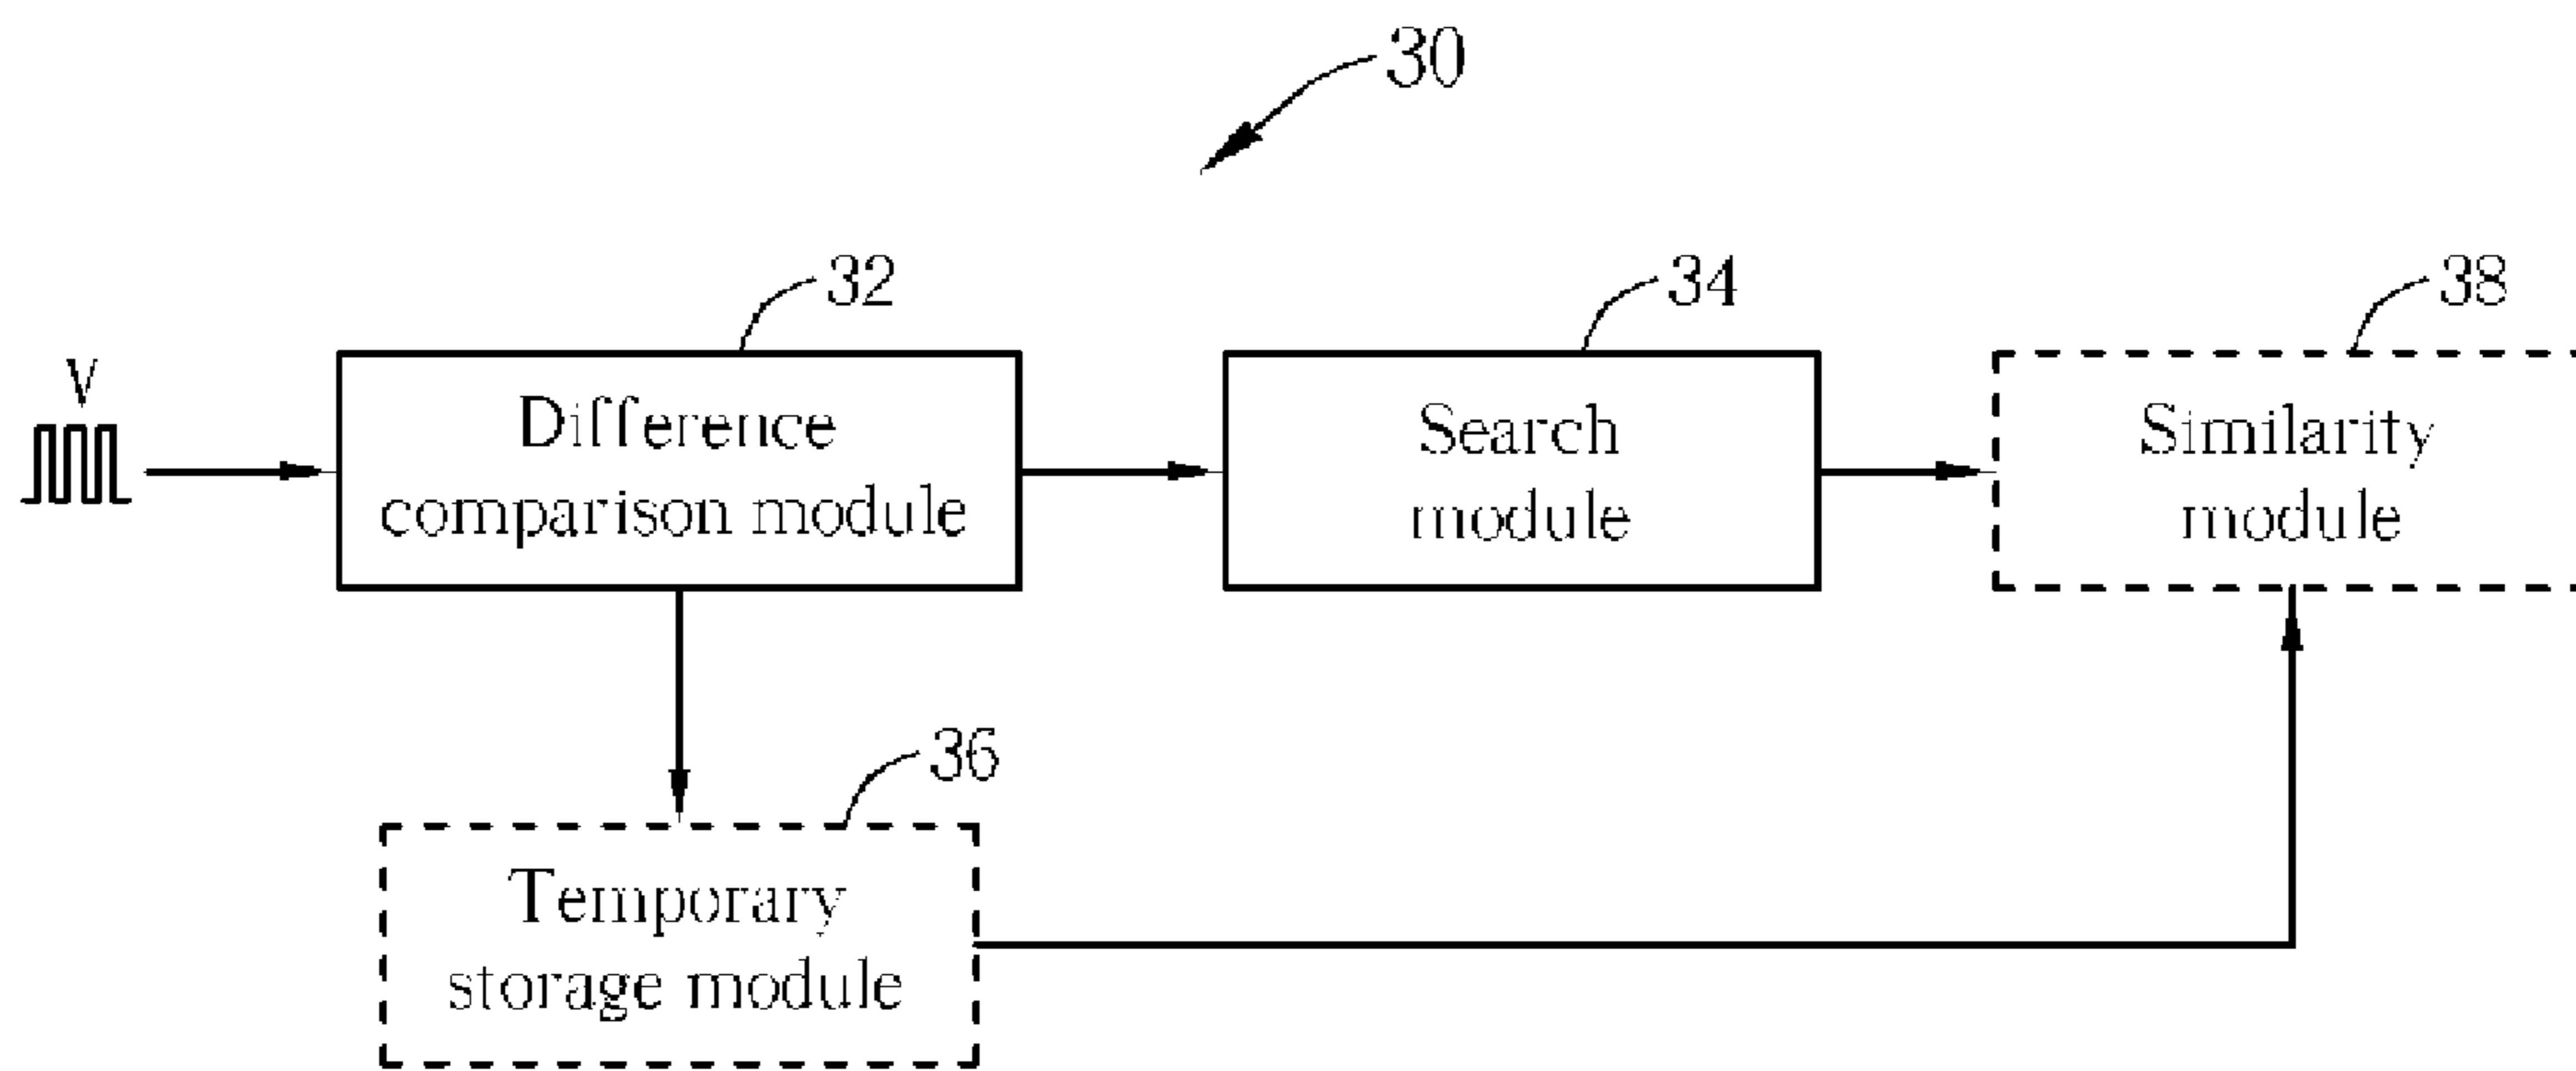 30
32
34
38
V
Difference
comparison module
Search
module
Similarity
module
36
Temporary
storage module